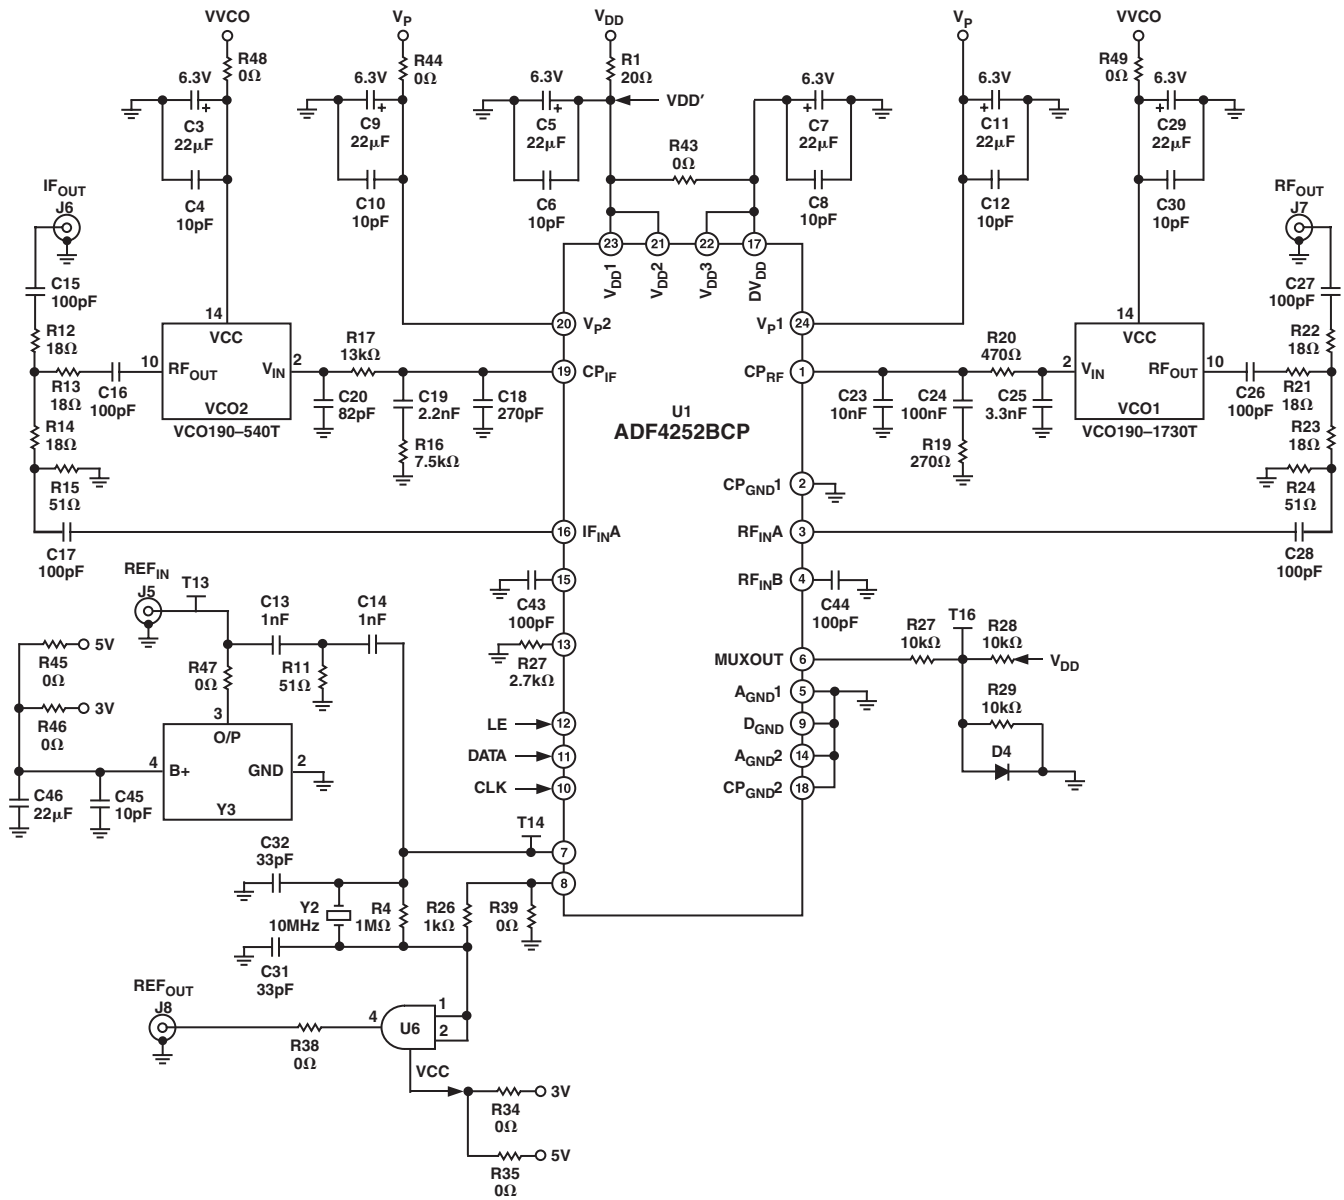 VVCO
V_P
V_DD
V_P
VVCO
R48
0Ω
R44
0Ω
R1
20Ω
R49
0Ω
6.3V
C3
22µF
C4
10pF
6.3V
C9
22µF
C10
10pF
6.3V
C5
22µF
C6
10pF
VDD′
R43
0Ω
6.3V
C7
22µF
C8
10pF
6.3V
C11
22µF
C12
10pF
6.3V
C29
22µF
C30
10pF
IF_OUT
J6
RF_OUT
J7
23
21
22
17
V_DD1
V_DD2
V_DD3
DV_DD
C15
100pF
R12
18Ω
R13
18Ω
R14
18Ω
R15
51Ω
C17
100pF
C16
100pF
14
VCC
10
RF_OUT
V_IN
2
VCO2
VCO190–540T
R17
13kΩ
C20
82pF
C19
2.2nF
C18
270pF
R16
7.5kΩ
20
V_P2
19
CP_IF
U1
ADF4252BCP
V_P1
24
CP_RF
1
CP_GND1
2
16
IF_INA
RF_INA
3
15
RF_INB
4
C43
100pF
C44
100pF
C23
10nF
C24
100nF
R20
470Ω
C25
3.3nF
R19
270Ω
14
VCC
2
V_IN
RF_OUT
10
VCO1
VCO190–1730T
C26
100pF
C27
100pF
R22
18Ω
R21
18Ω
R23
18Ω
R24
51Ω
C28
100pF
REF_IN
J5
T13
C13
1nF
C14
1nF
R11
51Ω
R47
0Ω
5V
R45
0Ω
3V
R46
0Ω
3
O/P
4
B+
GND
2
Y3
C46
22µF
C45
10pF
13
R27
2.7kΩ
LE
12
DATA
11
CLK
10
MUXOUT
6
A_GND1
5
D_GND
9
A_GND2
14
CP_GND2
18
R27
10kΩ
T16
R28
10kΩ
V_DD
R29
10kΩ
D4
T14
7
8
C32
33pF
Y2
10MHz
R4
1MΩ
R26
1kΩ
R39
0Ω
C31
33pF
REF_OUT
J8
R38
0Ω
4
U6
1
2
VCC
3V
R34
0Ω
5V
R35
0Ω